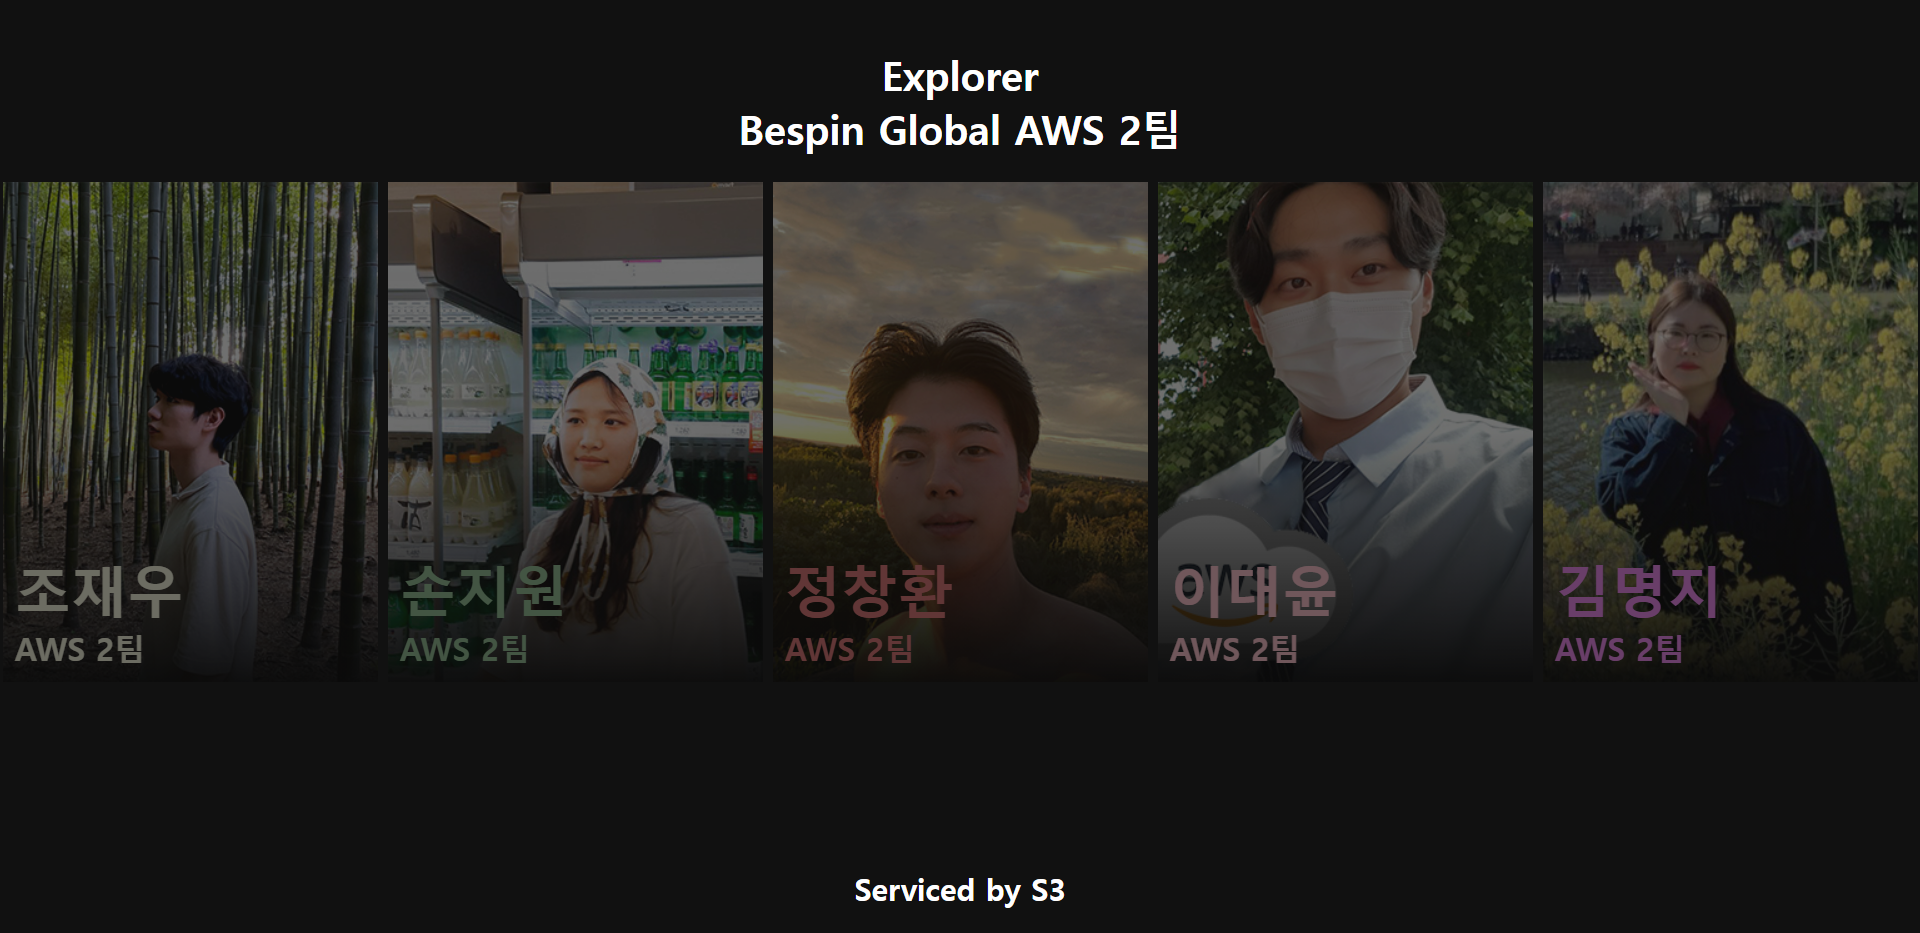 Explorer
Bespin Global AWS 2팀
조재우
AWS 2팀
손지원
AWS 2팀
정창환
AWS 2팀
aws
이대윤
AWS 2팀
김명지
AWS 2팀
Serviced by S3